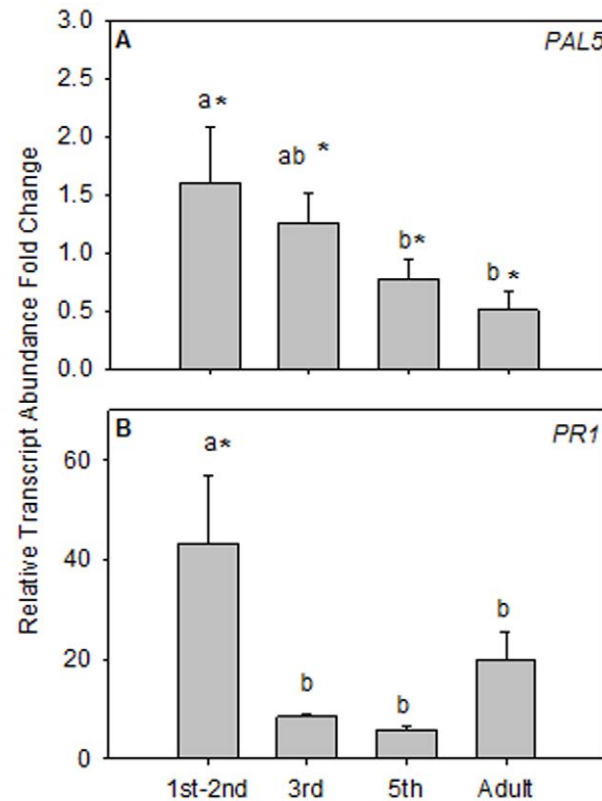 Relative Transcript Abundance Fold Change
A
PAL5
3.0
2.5
2.0
1.5
1.0
0.5
0.0
a*
ab *
b*
b*
B
PR1
60
40
20
0
a*
b
b
b
1st-2nd 3rd 5th Adult